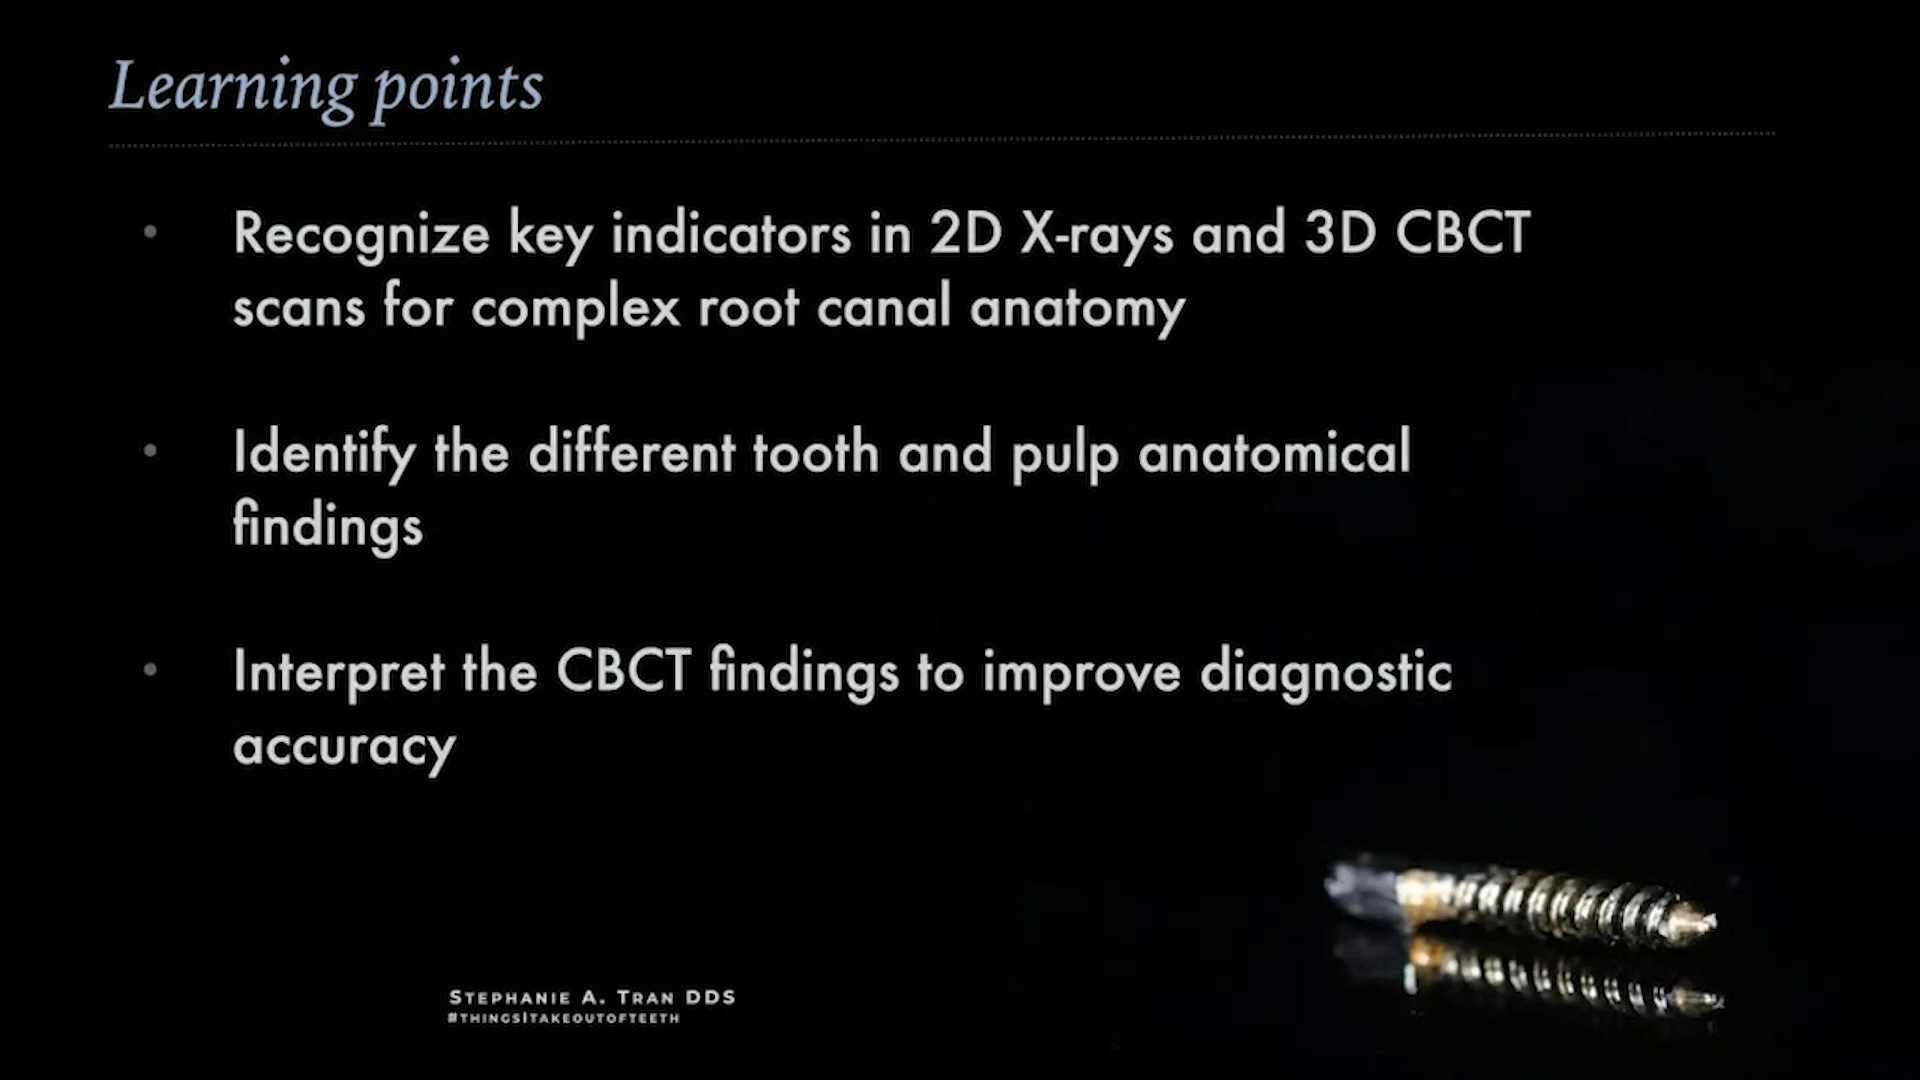 Learning points
• Recognize key indicators in 2D X-rays and 3D CBCT
scans for complex root canal anatomy
• Identify the different tooth and pulp anatomical
findings
• Interpret the CBCT findings to improve diagnostic
accuracy
STEPHANIE A. TRAN DDS
#THINGSITAKEOUTOFTEETH